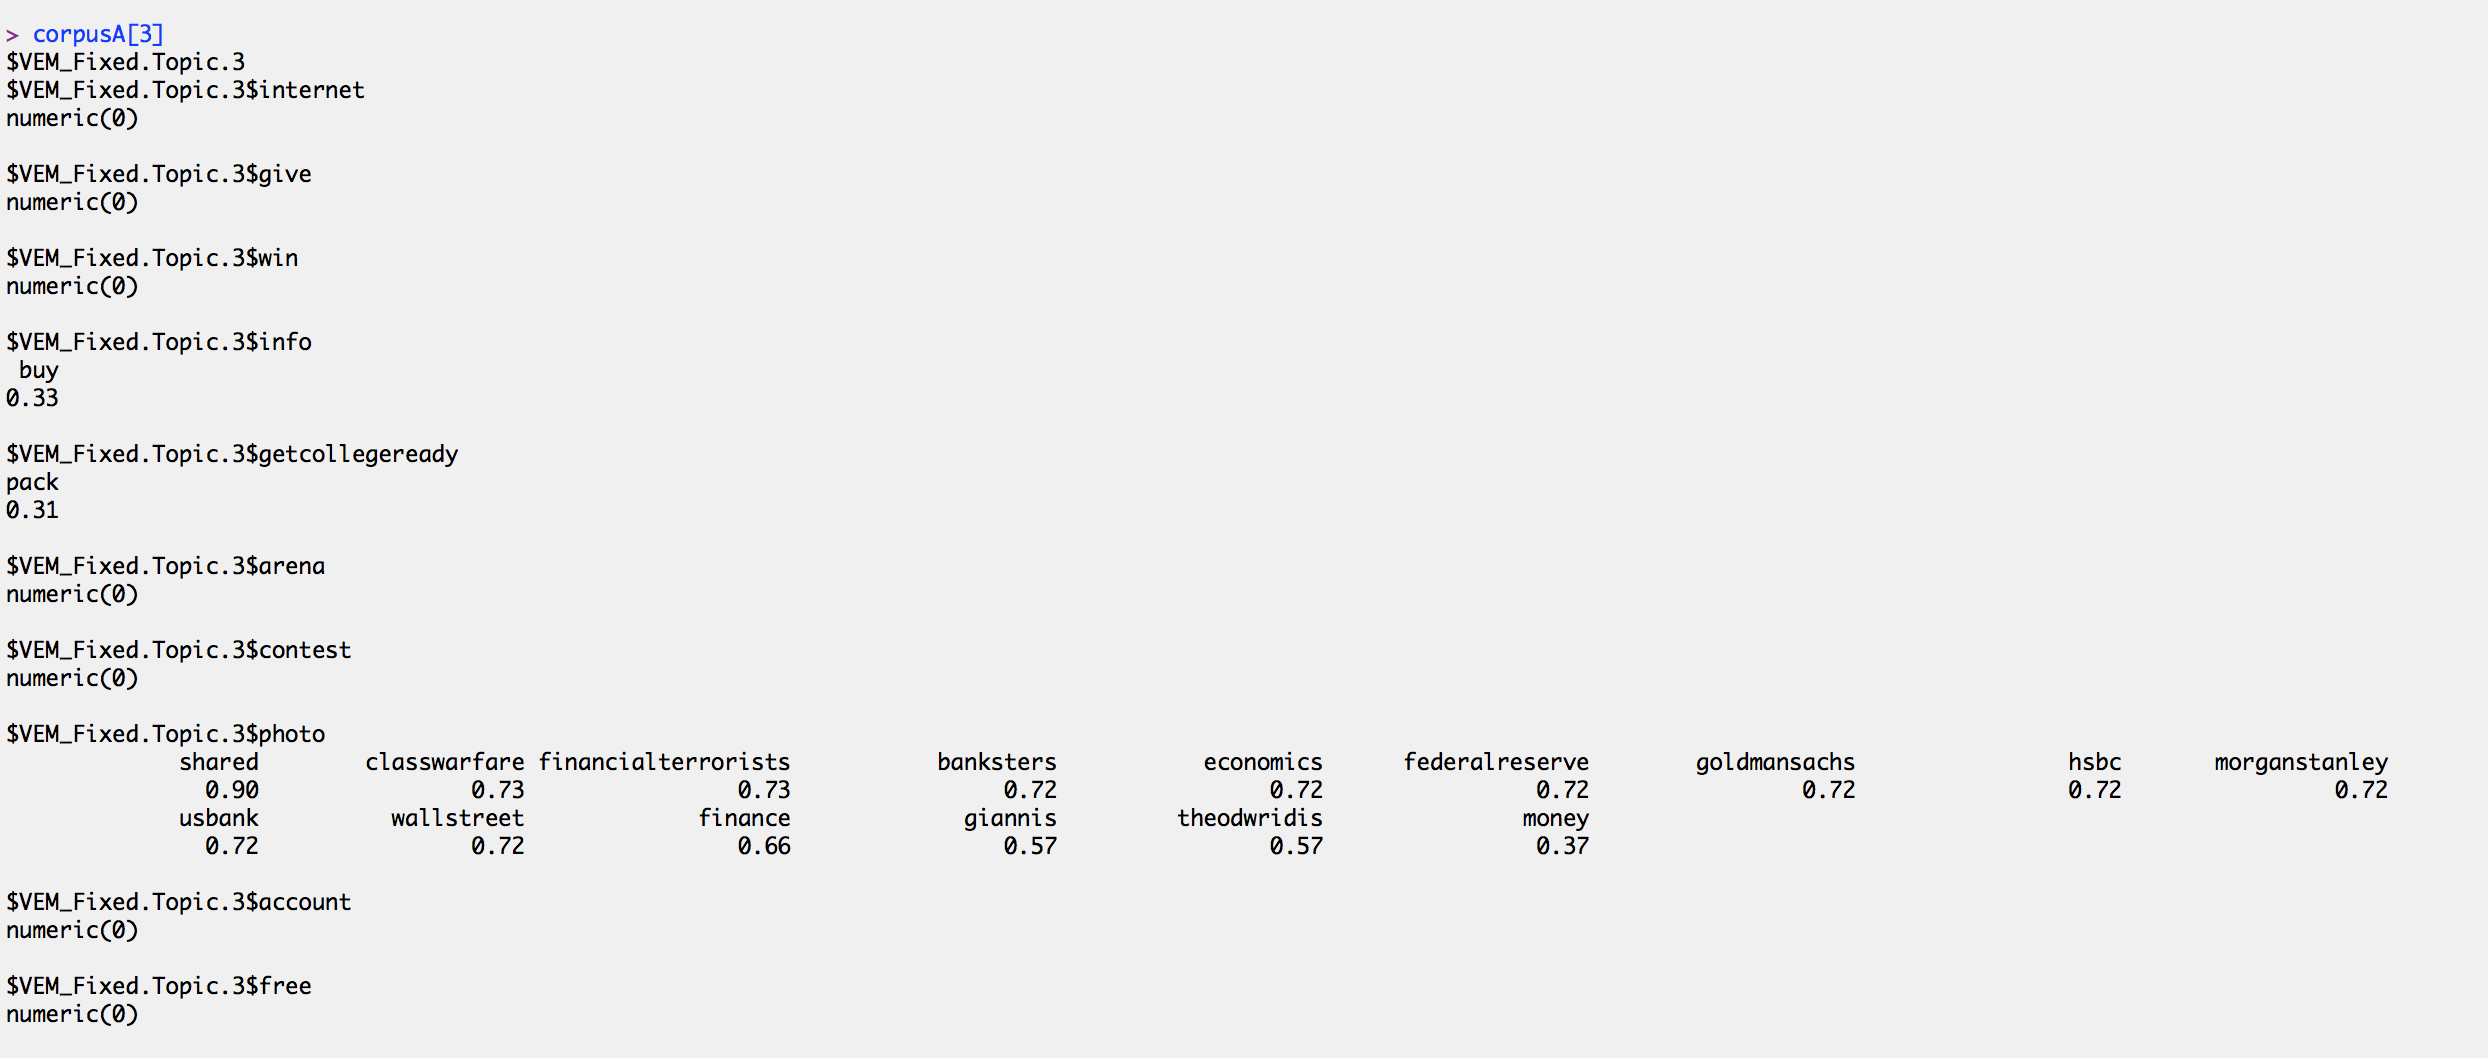 > corpusA[3]
$VEM_Fixed.Topic.3
$VEM_Fixed.Topic.3$internet
numeric(0)
$VEM_Fixed.Topic.3$give
numeric(0)
$VEM_Fixed.Topic.3$win
numeric(0)
$VEM_Fixed.Topic.3$info
buy
0.33
$VEM_Fixed.Topic.3$getcollegeready
pack
0.31
$VEM_Fixed.Topic.3$arena
numeric(0)
$VEM_Fixed.Topic.3$contest
numeric(0)
$VEM_Fixed.Topic.3$photo
shared classwarfare financialterrorists banksters economics federalreserve goldmansachs hsbc morganstanley
0.90 0.73 0.73 0.72 0.72 0.72 0.72 0.72 0.72
usbank wallstreet finance giannis theodwridis money
0.72 0.72 0.66 0.57 0.57 0.37
$VEM_Fixed.Topic.3$account
numeric(0)
$VEM_Fixed.Topic.3$free
numeric(0)